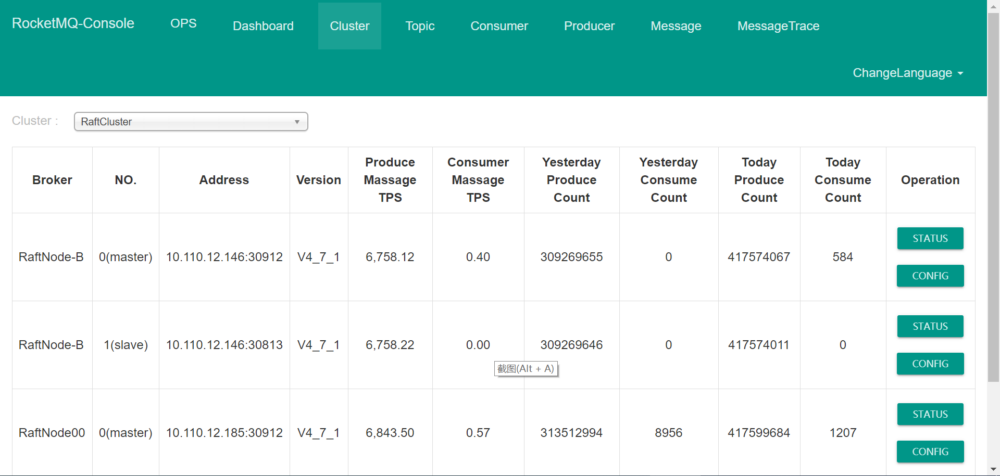 RocketMQ-Console OPS Dashboard Cluster Topic Consumer Producer Message MessageTrace
ChangeLanguage
Cluster : RaftCluster
Broker NO. Address Version Produce Massage TPS Consumer Massage TPS Yesterday Produce Count Yesterday Consume Count Today Produce Count Today Consume Count Operation
RaftNode-B 0(master) 10.110.12.146:30912 V4_7_1 6,758.12 0.40 309269655 0 417574067 584 STATUS
CONFIG
RaftNode-B 1(slave) 10.110.12.146:30813 V4_7_1 6,758.22 0.00 309269646 0 417574011 0 STATUS
CONFIG
截图(Alt + A)
RaftNode00 0(master) 10.110.12.185:30912 V4_7_1 6,843.50 0.57 313512994 8956 417599684 1207 STATUS
CONFIG